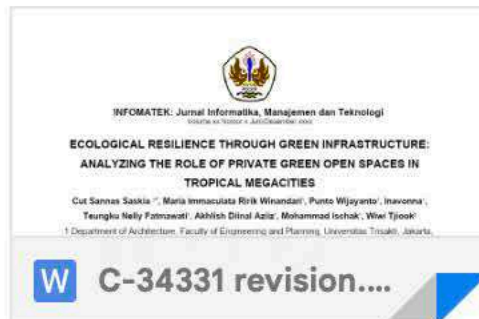 INFOMATEK: Jurnal Informatika, Manajemen dan Teknologi
ECOLOGICAL RESILIENCE THROUGH GREEN INFRASTRUCTURE:
ANALYZING THE ROLE OF PRIVATE GREEN OPEN SPACES IN
TROPICAL MEGACITIES
Cut Sannas Saskia, Maria Immaculata Ririk Winandari, Punto Wijayanto, Inavonna,
Teungku Nelly Fatmawati, Akhlish Diinal Aziiz, Mohammad Ischak, Wiwi Tjiook
1 Department of Architecture, Faculty of Engineering and Planning, Universitas Trisakti, Jakarta,
W C-34331 revision....